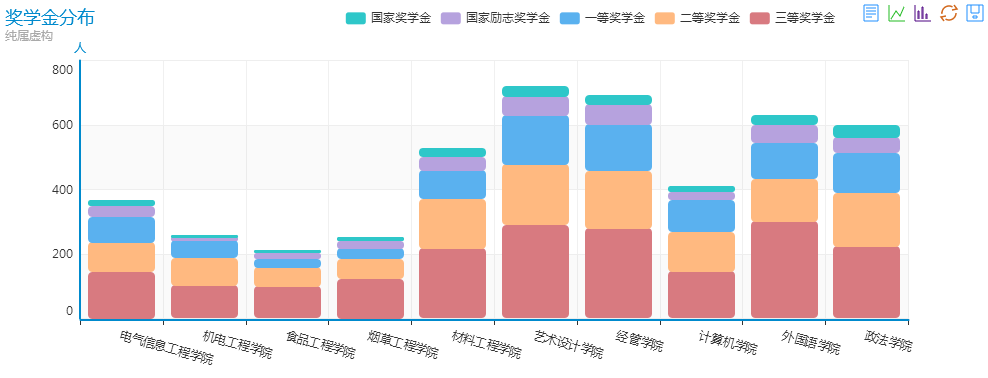 奖学金分布
纯属虚构
国家奖学金 国家励志奖学金 一等奖学金 二等奖学金 三等奖学金
人
800
600
400
200
0
电气信息工程学院 机电工程学院 食品工程学院 烟草工程学院 材料工程学院 艺术设计学院 经管学院 计算机学院 外国语学院 政法学院